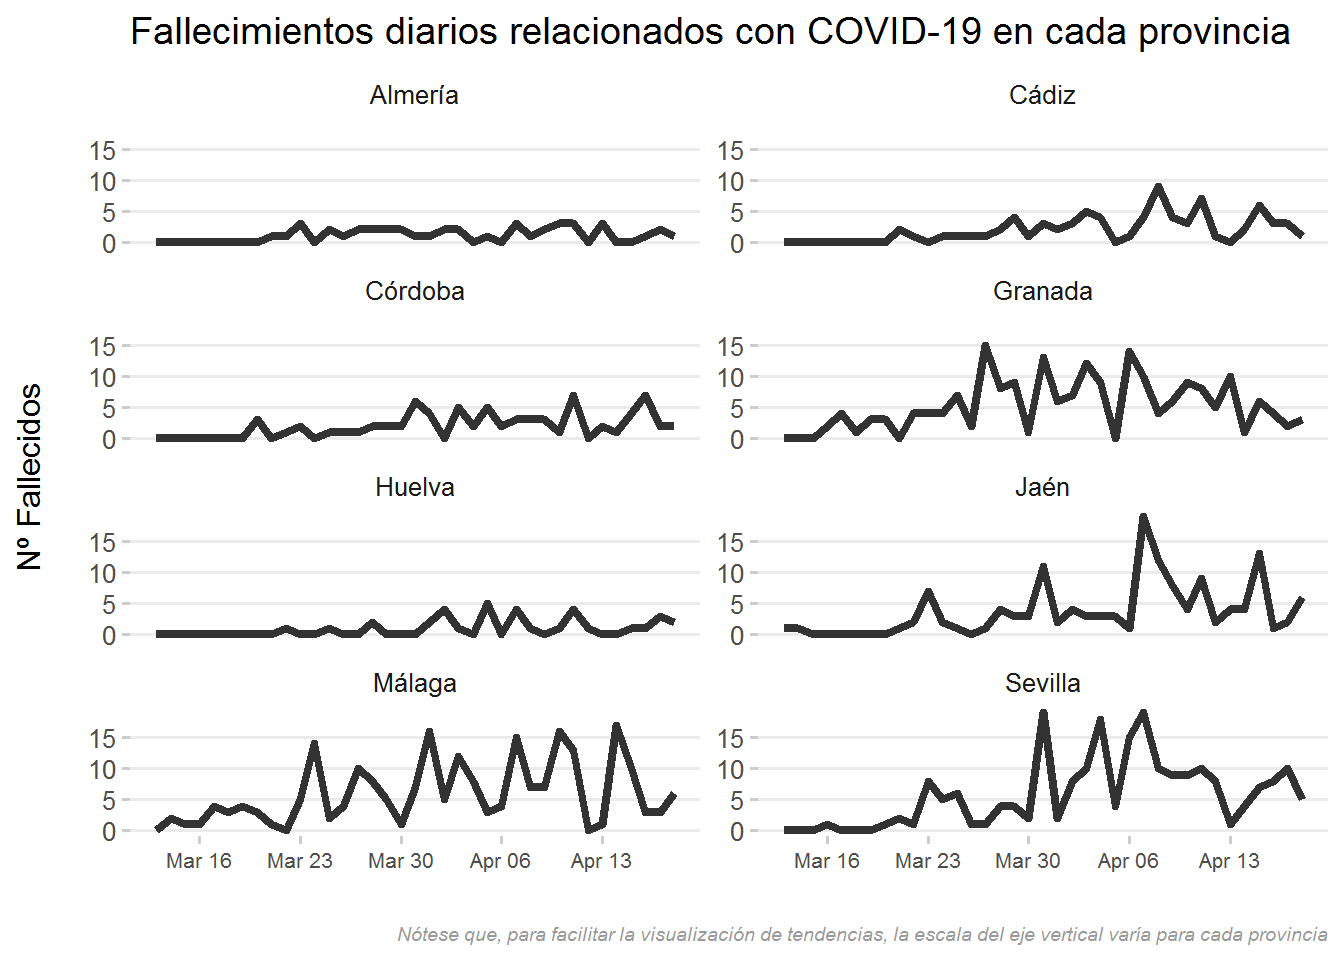 Fallecimientos diarios relacionados con COVID-19 en cada provincia
Nº Fallecidos
Almería
15
10
5
0
Cádiz
15
10
5
0
Córdoba
15
10
5
0
Granada
15
10
5
0
Huelva
15
10
5
0
Jaén
15
10
5
0
Málaga
15
10
5
0
Mar 16 Mar 23 Mar 30 Apr 06 Apr 13
Sevilla
15
10
5
0
Mar 16 Mar 23 Mar 30 Apr 06 Apr 13
Nótese que, para facilitar la visualización de tendencias, la escala del eje vertical varía para cada provincia